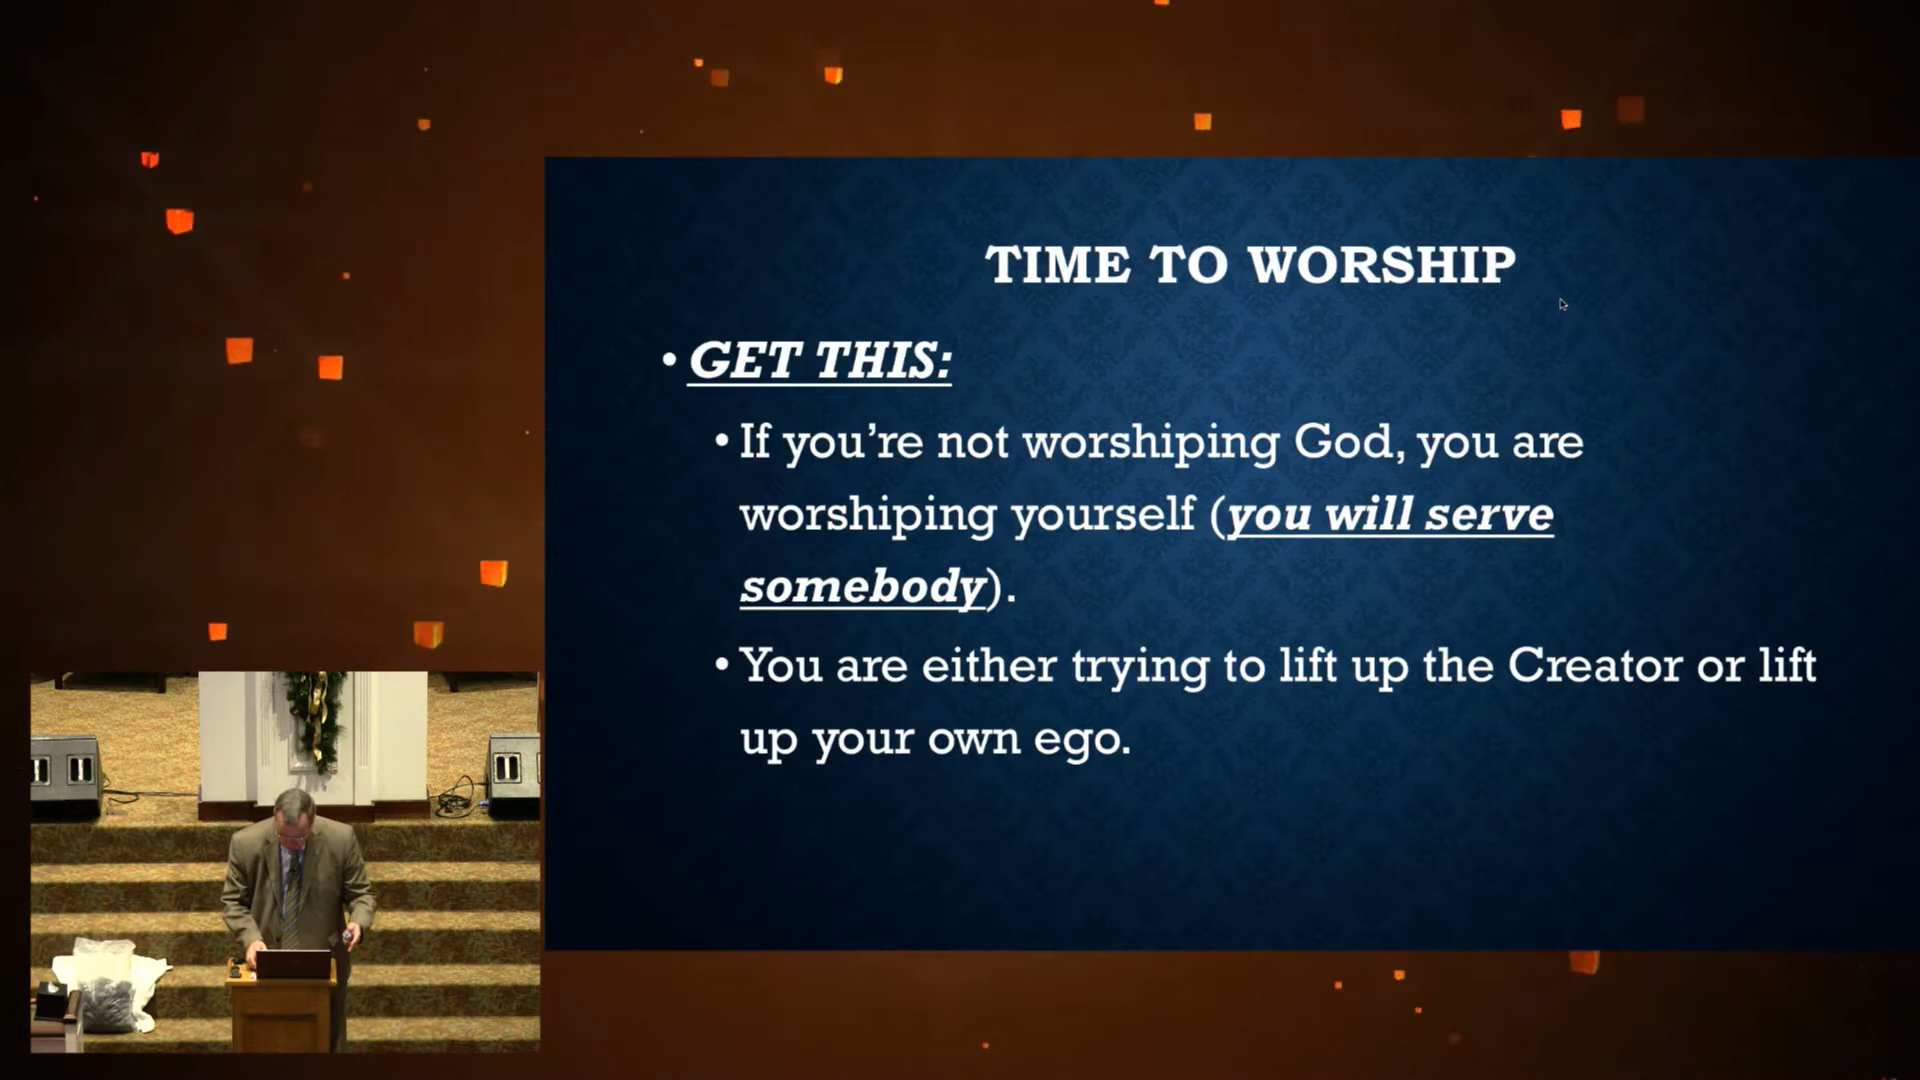 TIME TO WORSHIP
• GET THIS:
• If you’re not worshiping God, you are
worshiping yourself (you will serve
somebody).
• You are either trying to lift up the Creator or lift
up your own ego.